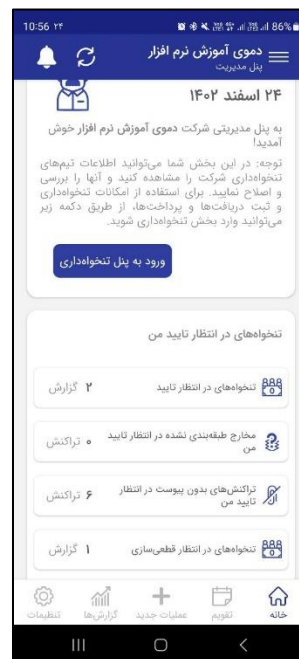 10:56 ۲۴
86%
دموی آموزش نرم افزار
پنل مدیریت
۲۴ اسفند ۱۴۰۲
به پنل مدیریتی شرکت دموی آموزش نرم افزار خوش
آمدید!
توجه: در این بخش شما می‌توانید اطلاعات تیم‌های
تنخواه‌داری شرکت را مشاهده کنید و آنها را بررسی
و اصلاح نمایید. برای استفاده از امکانات تنخواه‌داری
و ثبت دریافت‌ها و پرداخت‌ها، از طریق دکمه زیر
می‌توانید وارد بخش تنخواه‌داری شوید.
ورود به پنل تنخواه‌داری
تنخواه‌های در انتظار تایید من
تنخواه‌های در انتظار تایید ۲ گزارش
مخارج طبقه‌بندی نشده در انتظار تایید
من ۰ تراکنش
تراکنش‌های بدون پیوست در انتظار
تایید من ۶ تراکنش
تنخواه‌های در انتظار قطعی‌سازی ۱ گزارش
خانه تقویم عملیات جدید گزارش‌ها تنظیمات